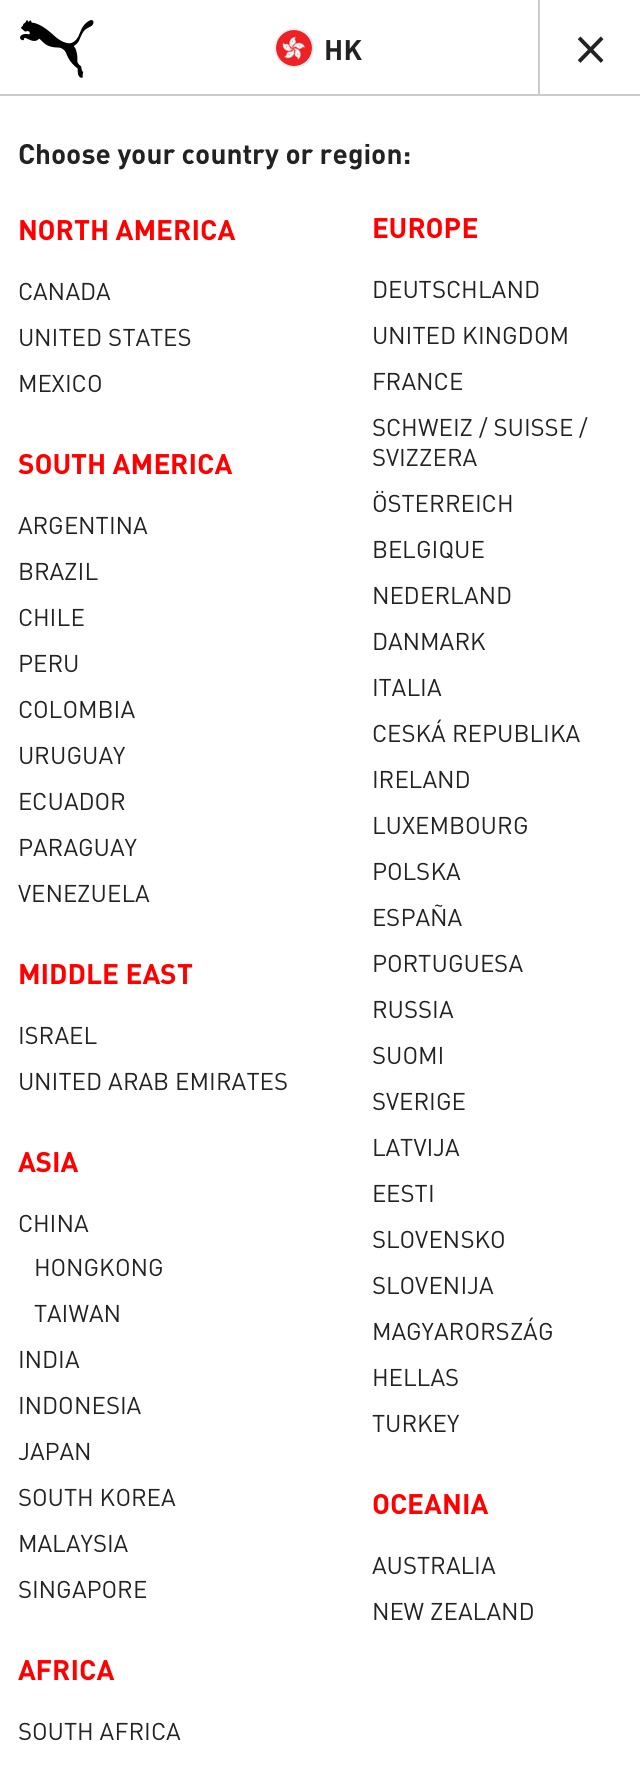 HK
Choose your country or region:
NORTH AMERICA
CANADA
UNITED STATES
MEXICO
SOUTH AMERICA
ARGENTINA
BRAZIL
CHILE
PERU
COLOMBIA
URUGUAY
ECUADOR
PARAGUAY
VENEZUELA
MIDDLE EAST
ISRAEL
UNITED ARAB EMIRATES
ASIA
CHINA
HONGKONG
TAIWAN
INDIA
INDONESIA
JAPAN
SOUTH KOREA
MALAYSIA
SINGAPORE
AFRICA
SOUTH AFRICA
EUROPE
DEUTSCHLAND
UNITED KINGDOM
FRANCE
SCHWEIZ / SUISSE /
SVIZZERA
ÖSTERREICH
BELGIQUE
NEDERLAND
DANMARK
ITALIA
CESKÁ REPUBLIKA
IRELAND
LUXEMBOURG
POLSKA
ESPAÑA
PORTUGUESA
RUSSIA
SUOMI
SVERIGE
LATVIJA
EESTI
SLOVENSKO
SLOVENIJA
MAGYARORSZÁG
HELLAS
TURKEY
OCEANIA
AUSTRALIA
NEW ZEALAND